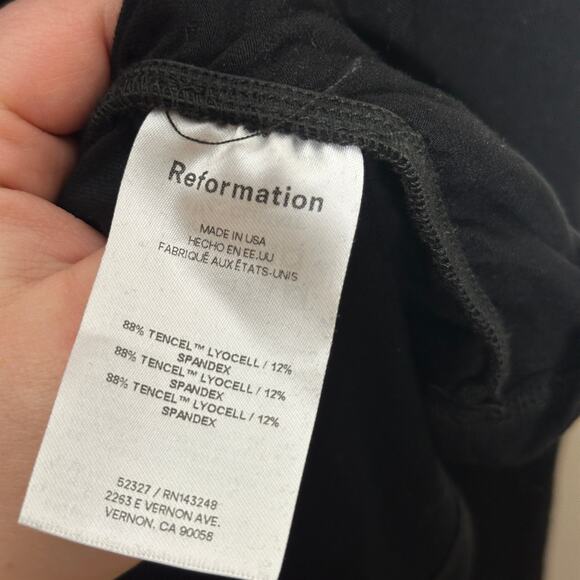 Reformation
MADE IN USA
HECHO EN EE.UU
FABRIQUÉ AUX ÉTATS-UNIS
88% TENCEL™ LYOCELL / 12%
SPANDEX
88% TENCEL™ LYOCELL / 12%
SPANDEX
88% TENCEL™ LYOCELL / 12%
SPANDEX
52327 / RN143248
2263 E VERNON AVE.
VERNON, CA 90058